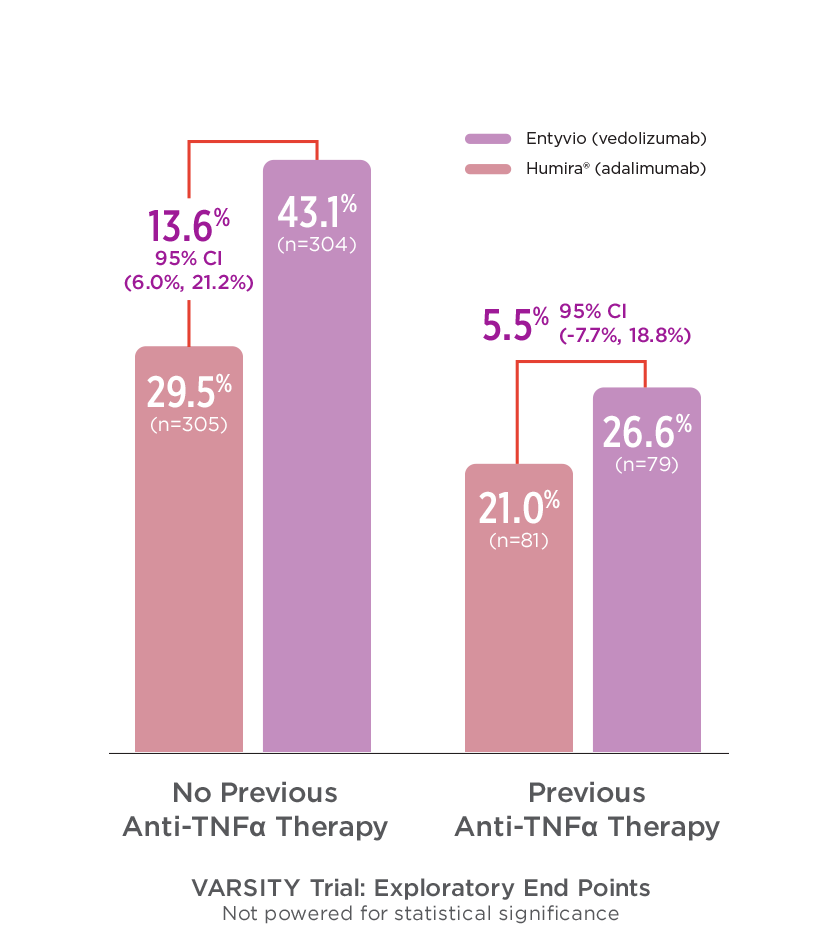 Entyvio (vedolizumab)
Humira® (adalimumab)
13.6%
95% CI
(6.0%, 21.2%)
43.1%
(n=304)
29.5%
(n=305)
5.5%
95% CI
(-7.7%, 18.8%)
26.6%
(n=79)
21.0%
(n=81)
No Previous
Anti-TNFα Therapy
Previous
Anti-TNFα Therapy
VARSITY Trial: Exploratory End Points
Not powered for statistical significance